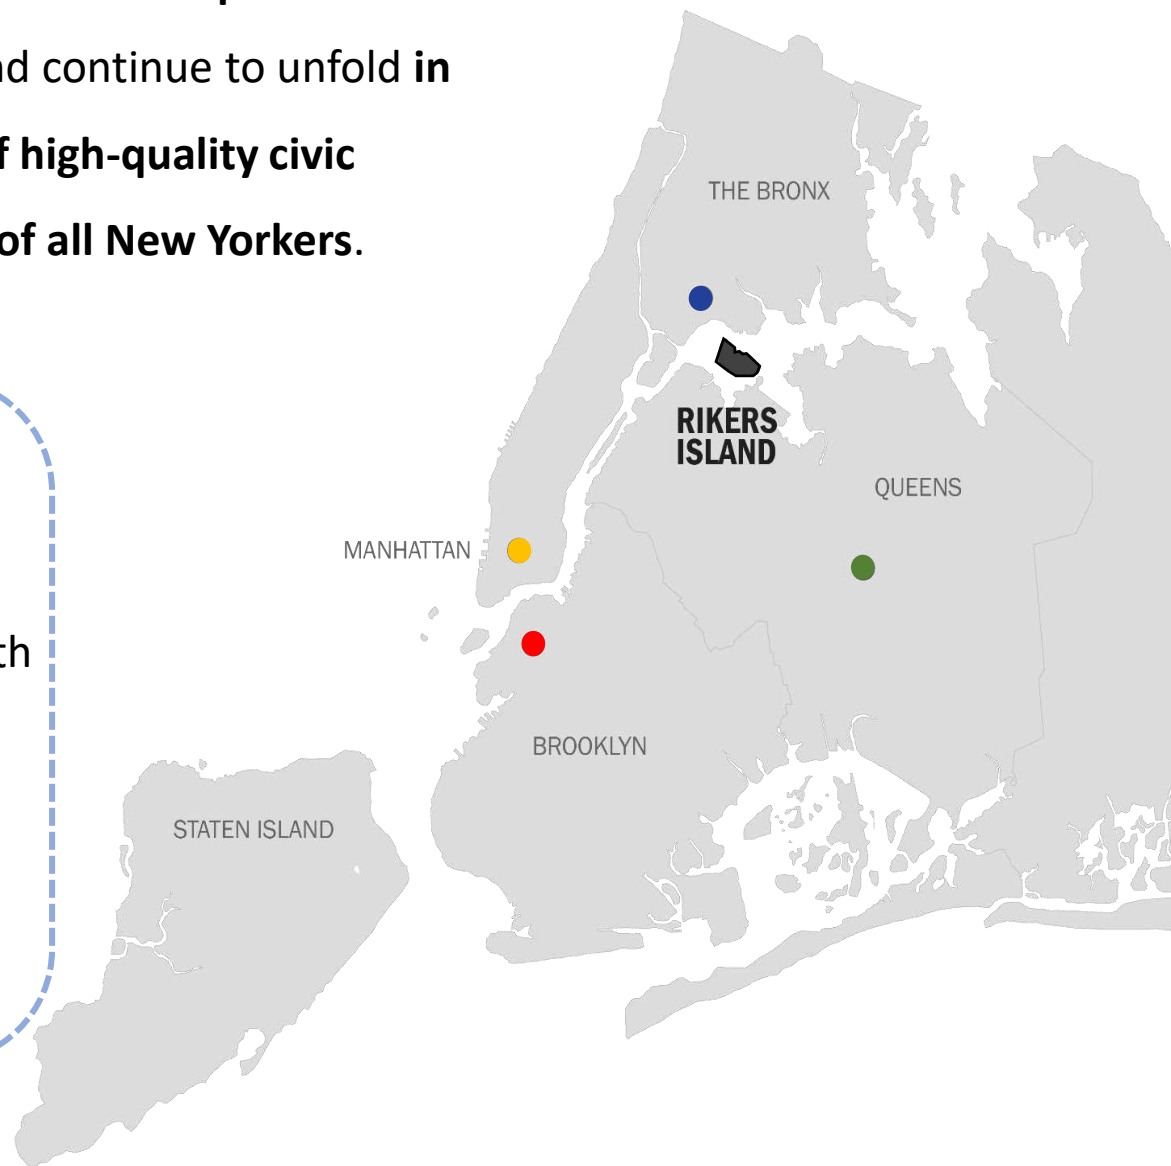 nd continue to unfold in
f high-quality civic
of all New Yorkers.
THE BRONX
RIKERS
ISLAND
QUEENS
MANHATTAN
th
BROOKLYN
STATEN ISLAND